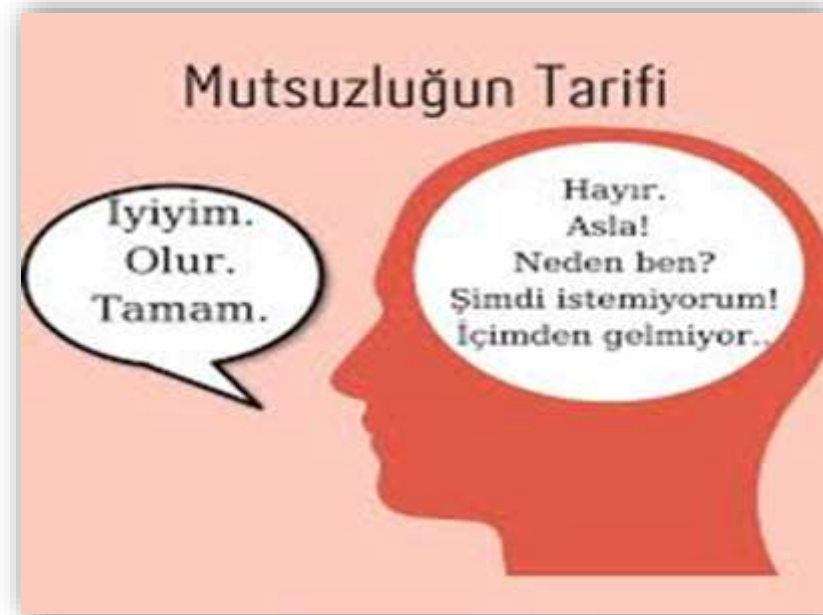 Mutsuzluğun Tarifi
İyiyim.
Olur.
Tamam.
Hayır.
Asla!
Neden ben?
Şimdi istemiyorum!
İçimden gelmiyor..